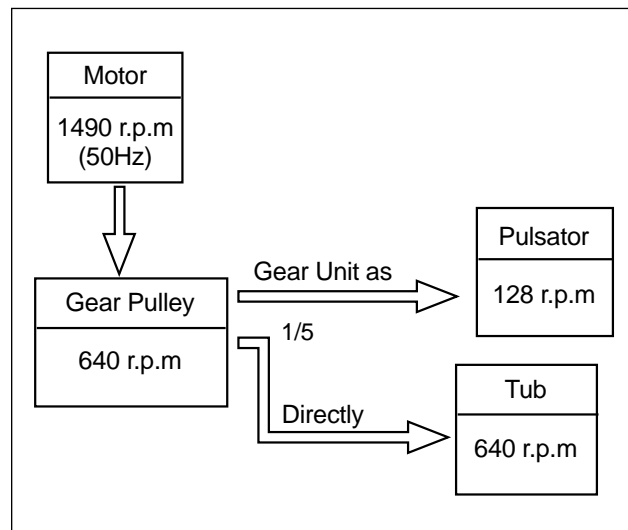 Motor
1490 r.p.m
(50Hz)
Gear Pulley
640 r.p.m
Gear Unit as
1/5
Directly
Pulsator
128 r.p.m
Tub
640 r.p.m